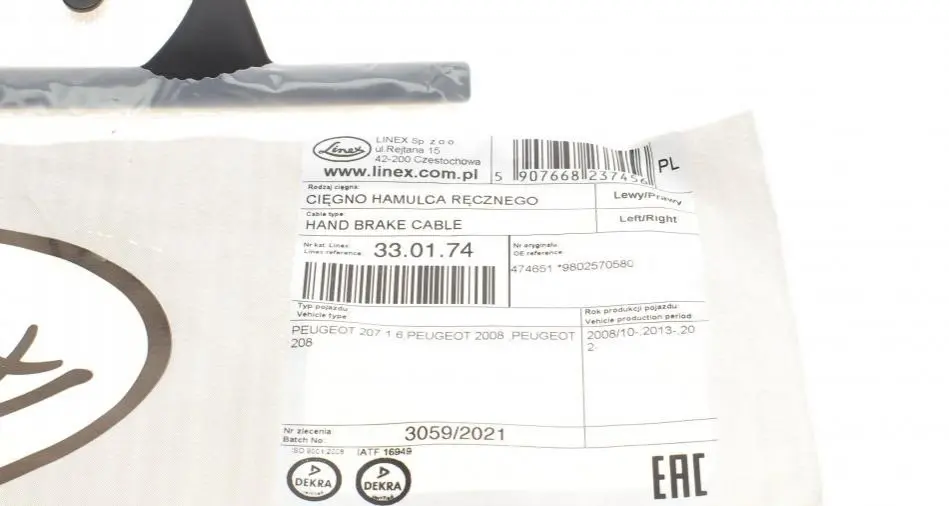 Linex
LINEX Sp. z o.o
ul.Rejtana 15
42-200 Czestochowa
www.linex.com.pl
5 907668 237456
PL
Rodzaj cięgna:
CIĘGNO HAMULCA RĘCZNEGO
Lewy/Prawy
Cable type:
HAND BRAKE CABLE
Left/Right
Nr kat. Linex:
Linex reference:
33.01.74
Nr oryginału
OE reference:
474651 *9802570580
Typ pojazdu
Vehicle type
Rok produkcji pojazdu:
Vehicle production period
PEUGEOT 207 1.6 PEUGEOT 2008 ,PEUGEOT
208
2008/10-,2013-,20
2-
Nr zlecenia
Batch No.
3059/2021
ISO 9001:2008
IATF 16949
DEKRA
DEKRA
EAC